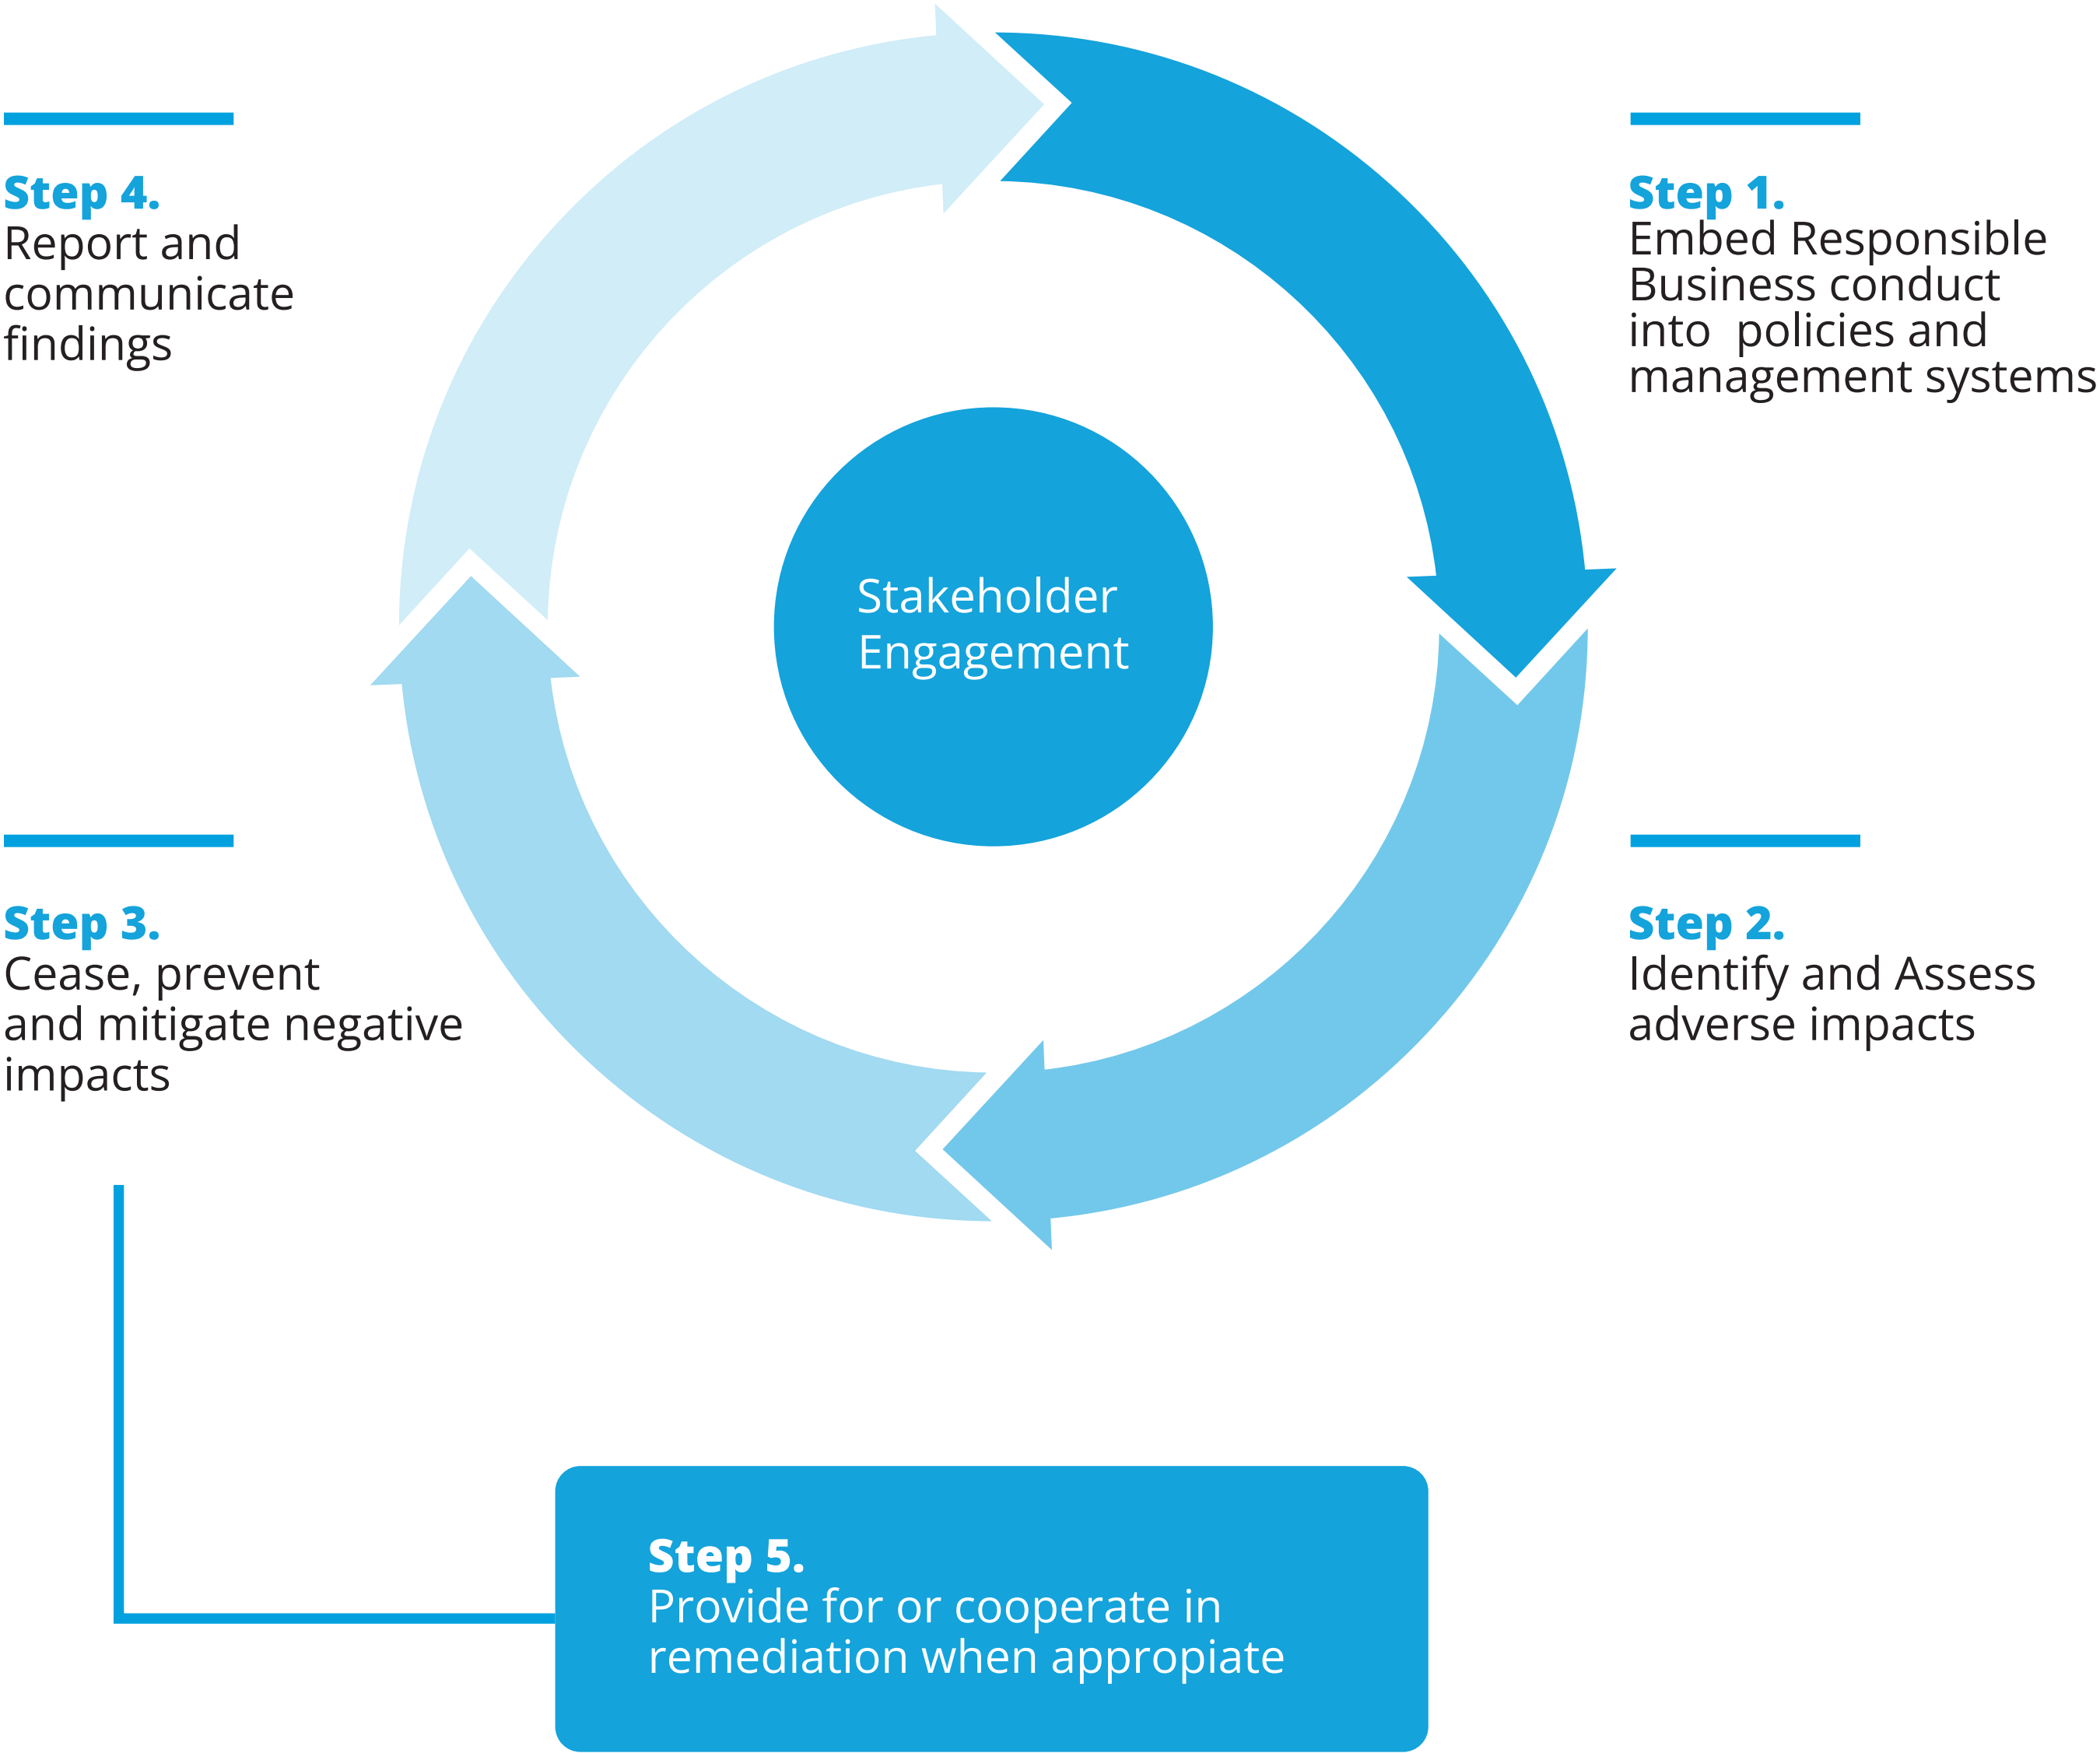 Step 4.
Report and
communicate
findings
Step 1.
Embed Responsible
Business conduct
into  policies and
management systems
Stakeholder
Engagement
Step 3.
Cease, prevent
and mitigate negative
impacts
Step 2.
Identify and Assess
adverse impacts
Step 5.
Provide for or cooperate in
remediation when appropiate